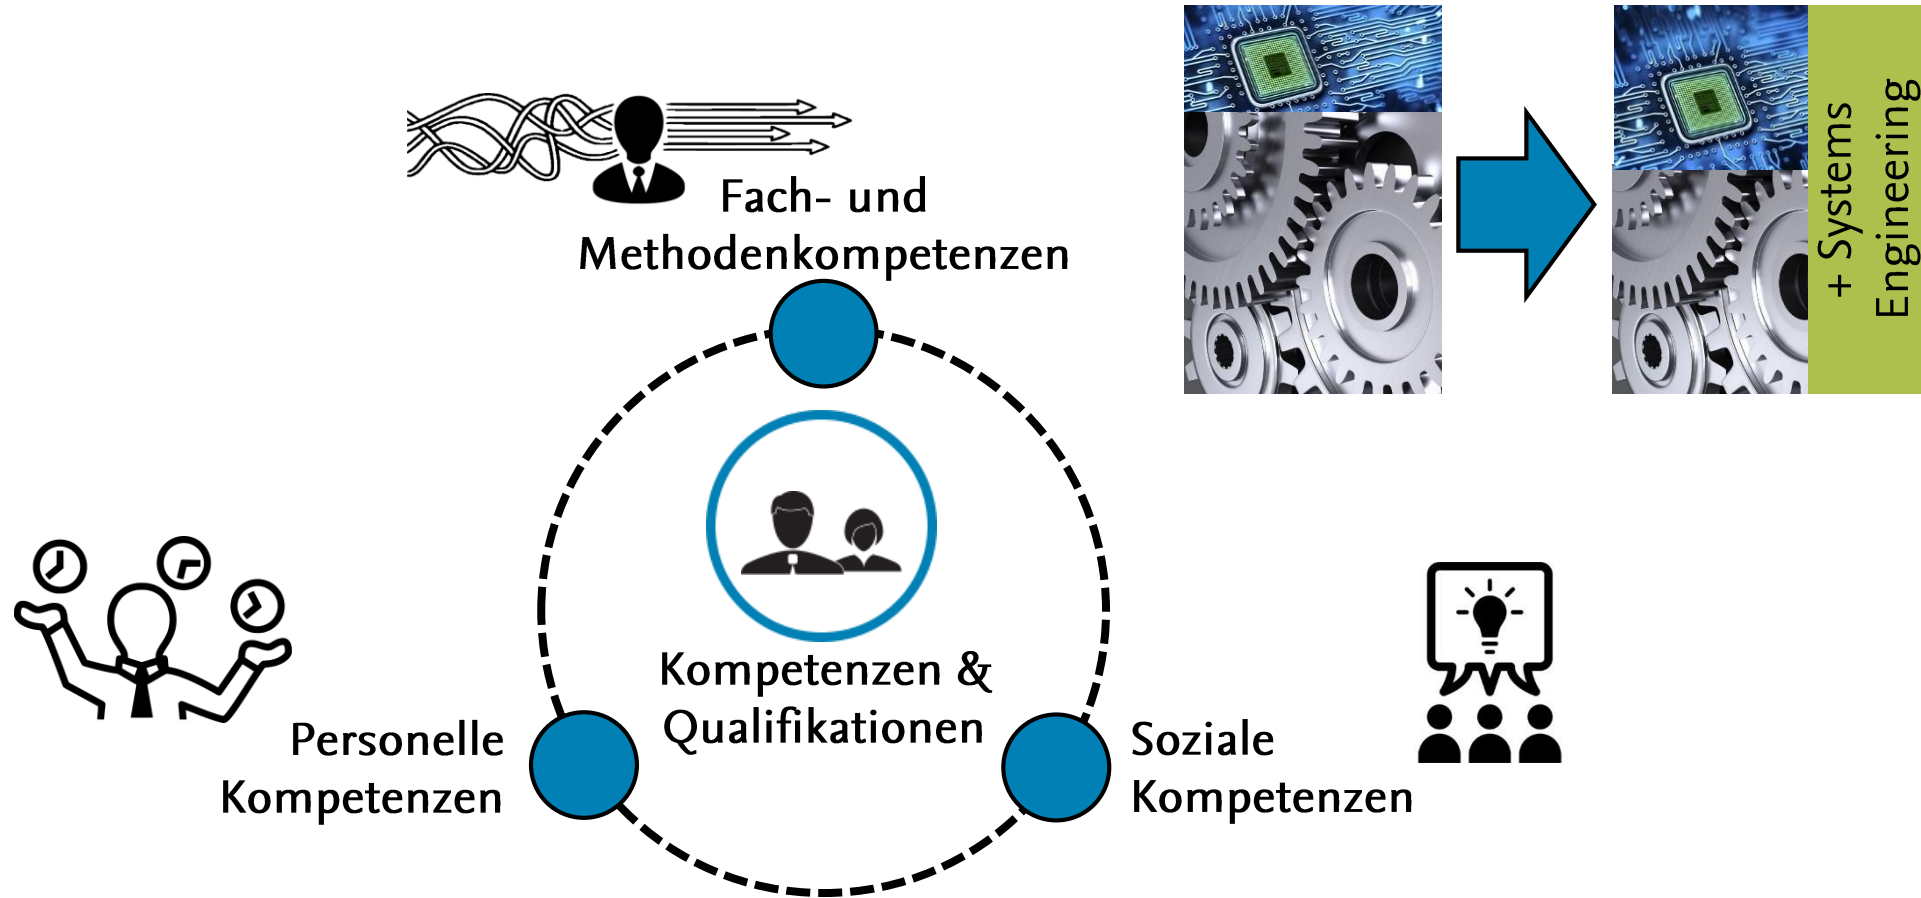 Fach- und
Methodenkompetenzen
+ Systems
Engineering
Kompetenzen &
Qualifikationen
Personelle
Kompetenzen
Soziale
Kompetenzen